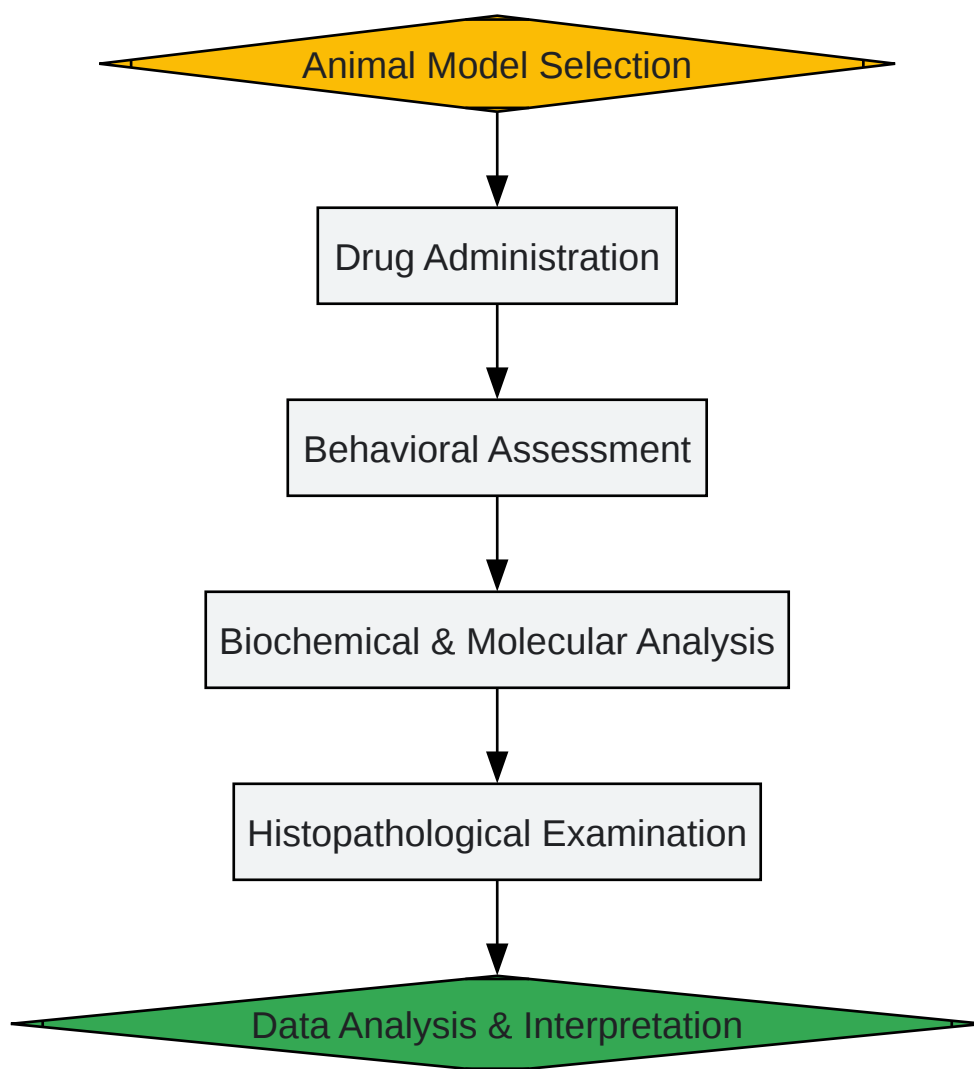 Animal Model Selection
Drug Administration
Behavioral Assessment
Biochemical & Molecular Analysis
Histopathological Examination
Data Analysis & Interpretation